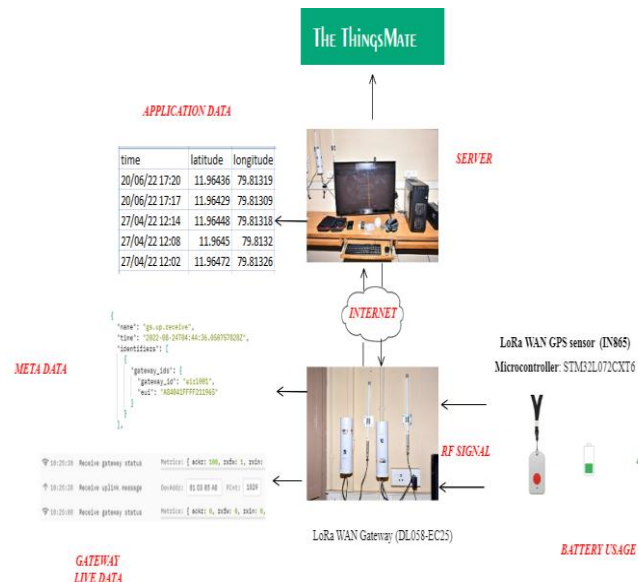 THE THINGSMATE
APPLICATION DATA
time latitude longitude
20/06/22 17:20 11.96436 79.81319
20/06/22 17:17 11.96429 79.81309
27/04/22 12:14 11.96448 79.81318
27/04/22 12:08 11.9645 79.8132
27/04/22 12:02 11.96472 79.81326
SERVER
INTERNET
META DATA
{
"name": "gs.up.receive",
"identifiers": [
{
"gateway_ids": {
}
}
},
LoRa WAN GPS sensor (IN865)
Microcontroller: STM32L072CXT6
RF SIGNAL
Receive gateway status
Receive uplink message
Receive gateway status
LoRa WAN Gateway (DL058-EC25)
GATEWAY
LIVE DATA
BATTERY USAGE